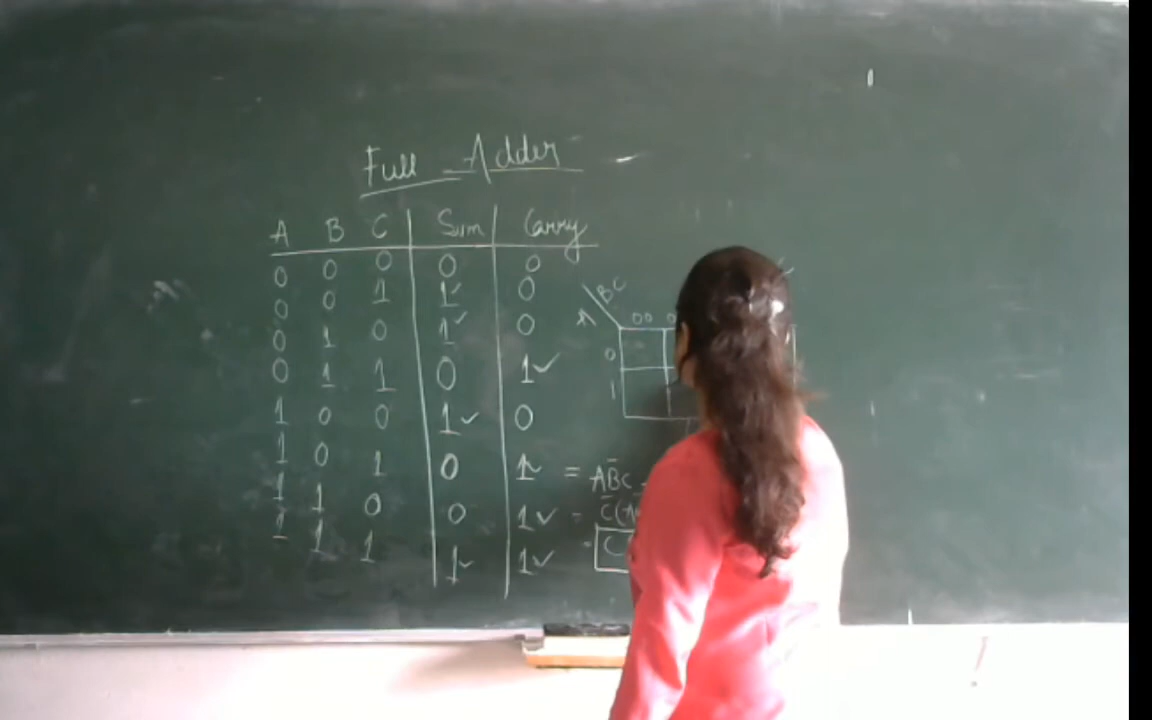 Full Adder
A B C Sum Carry
0 0 0 0 0
0 0 1 1 0
0 1 0 1 0
0 1 1 0 1
1 0 0 1 0
1 0 1 0 1
1 1 0 0 1
1 1 1 1 1
BC
A 00
0
1
= AB̅C